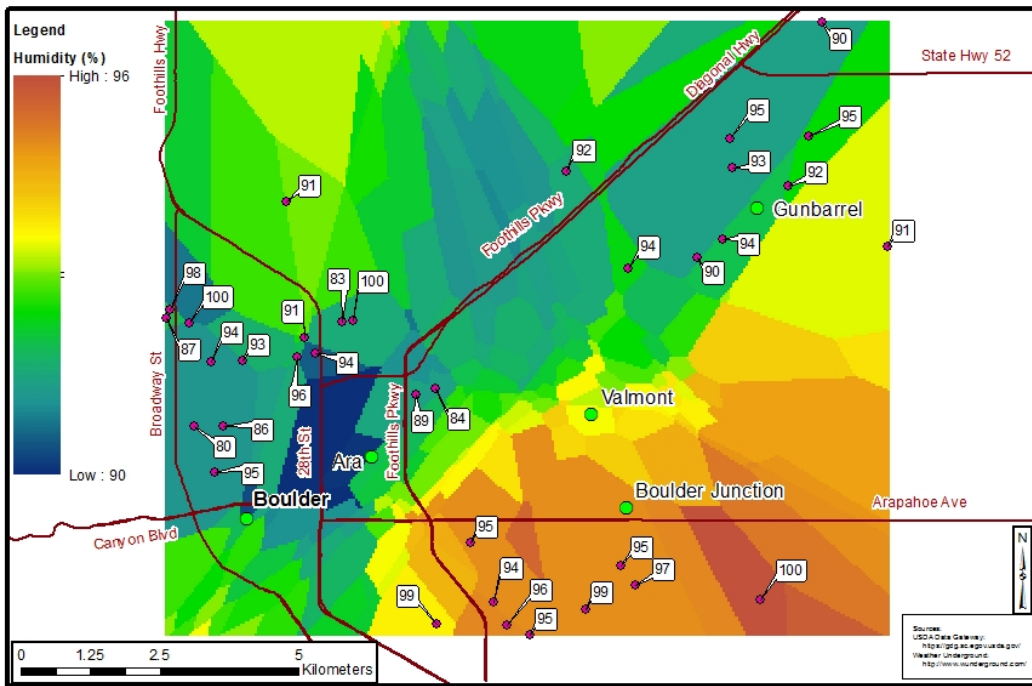 Legend
Humidity (%)
High : 96
Low : 90
Foothills Hwy
Diagonal Hwy
State Hwy 52
Foothills Pkwy
Gunbarrel
Broadway St
28th St
Foothills Pkwy
Valmont
Ara
Boulder
Boulder Junction
Arapahoe Ave
Canyon Blvd
90
95
95
92
93
92
91
94
91
94
90
98
100
83
100
91
87
94
93
94
96
89
84
80
86
95
95
95
94
97
100
99
96
99
95
N
0 1.25 2.5 5
Kilometers
Sources:
USDA Data Gateway:
https://gdg.sc.egov.usda.gov/
Weather Underground:
http://www.wunderground.com/